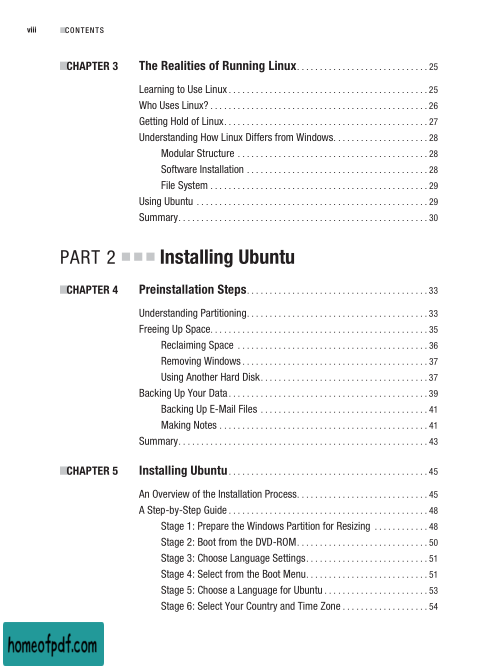 viii ■CONTENTS
■CHAPTER 3 The Realities of Running Linux. . . . . . . . . . . . . . . . . . . . . . . . . . . . 25
Learning to Use Linux . . . . . . . . . . . . . . . . . . . . . . . . . . . . . . . . . . . . . . . . . . . 25
Who Uses Linux? . . . . . . . . . . . . . . . . . . . . . . . . . . . . . . . . . . . . . . . . . . . . . . . 26
Getting Hold of Linux. . . . . . . . . . . . . . . . . . . . . . . . . . . . . . . . . . . . . . . . . . . . 27
Understanding How Linux Differs from Windows. . . . . . . . . . . . . . . . . . . . . 28
Modular Structure . . . . . . . . . . . . . . . . . . . . . . . . . . . . . . . . . . . . . . . . . 28
Software Installation . . . . . . . . . . . . . . . . . . . . . . . . . . . . . . . . . . . . . . . 28
File System . . . . . . . . . . . . . . . . . . . . . . . . . . . . . . . . . . . . . . . . . . . . . . . 29
Using Ubuntu . . . . . . . . . . . . . . . . . . . . . . . . . . . . . . . . . . . . . . . . . . . . . . . . . . 29
Summary. . . . . . . . . . . . . . . . . . . . . . . . . . . . . . . . . . . . . . . . . . . . . . . . . . . . . . 30
PART 2 ■ ■ ■ Installing Ubuntu
■CHAPTER 4 Preinstallation Steps. . . . . . . . . . . . . . . . . . . . . . . . . . . . . . . . . . . . . . . 33
Understanding Partitioning. . . . . . . . . . . . . . . . . . . . . . . . . . . . . . . . . . . . . . . 33
Freeing Up Space. . . . . . . . . . . . . . . . . . . . . . . . . . . . . . . . . . . . . . . . . . . . . . . 35
Reclaiming Space . . . . . . . . . . . . . . . . . . . . . . . . . . . . . . . . . . . . . . . . . 36
Removing Windows . . . . . . . . . . . . . . . . . . . . . . . . . . . . . . . . . . . . . . . . 37
Using Another Hard Disk. . . . . . . . . . . . . . . . . . . . . . . . . . . . . . . . . . . . 37
Backing Up Your Data . . . . . . . . . . . . . . . . . . . . . . . . . . . . . . . . . . . . . . . . . . . 39
Backing Up E-Mail Files . . . . . . . . . . . . . . . . . . . . . . . . . . . . . . . . . . . . 41
Making Notes . . . . . . . . . . . . . . . . . . . . . . . . . . . . . . . . . . . . . . . . . . . . . 41
Summary. . . . . . . . . . . . . . . . . . . . . . . . . . . . . . . . . . . . . . . . . . . . . . . . . . . . . . 43
■CHAPTER 5 Installing Ubuntu . . . . . . . . . . . . . . . . . . . . . . . . . . . . . . . . . . . . . . . . . . . 45
An Overview of the Installation Process. . . . . . . . . . . . . . . . . . . . . . . . . . . . 45
A Step-by-Step Guide . . . . . . . . . . . . . . . . . . . . . . . . . . . . . . . . . . . . . . . . . . . 48
Stage 1: Prepare the Windows Partition for Resizing . . . . . . . . . . . . 48
Stage 2: Boot from the DVD-ROM. . . . . . . . . . . . . . . . . . . . . . . . . . . . 50
Stage 3: Choose Language Settings. . . . . . . . . . . . . . . . . . . . . . . . . . 51
Stage 4: Select from the Boot Menu. . . . . . . . . . . . . . . . . . . . . . . . . . 51
Stage 5: Choose a Language for Ubuntu . . . . . . . . . . . . . . . . . . . . . . . 53
Stage 6: Select Your Country and Time Zone . . . . . . . . . . . . . . . . . . . 54
homeofpdf.com